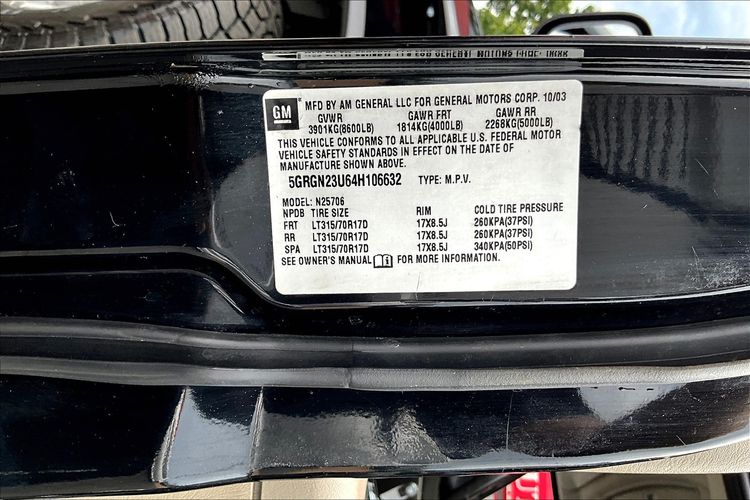 GM
MFD BY AM GENERAL LLC FOR GENERAL MOTORS CORP. 10/03
GVWR GAWR FRT GAWR RR
3901KG(8600LB) 1814KG(4000LB) 2268KG(5000LB)
THIS VEHICLE CONFORMS TO ALL APPLICABLE U.S. FEDERAL MOTOR
VEHICLE SAFETY STANDARDS IN EFFECT ON THE DATE OF
MANUFACTURE SHOWN ABOVE.
5GRGN23U64H106632 TYPE: M.P.V.
MODEL: N25706
NPDB TIRE SIZE RIM COLD TIRE PRESSURE
FRT LT315/70R17D 17X8.5J 260KPA(37PSI)
RR LT315/70R17D 17X8.5J 260KPA(37PSI)
SPA LT315/70R17D 17X8.5J 340KPA(50PSI)
SEE OWNER'S MANUAL FOR MORE INFORMATION.